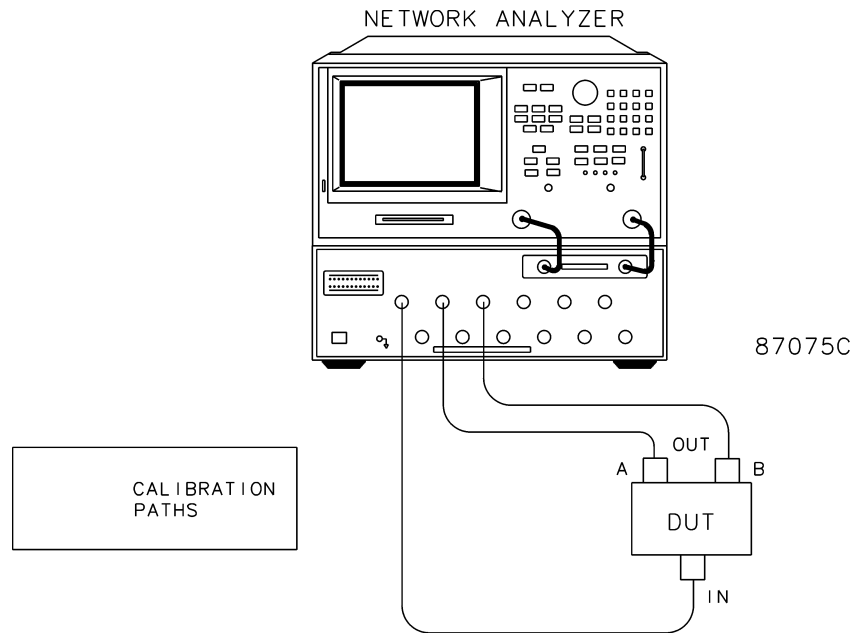 NETWORK ANALYZER
87075C
OUT
A
B
DUT
IN
CALIBRATION
PATHS